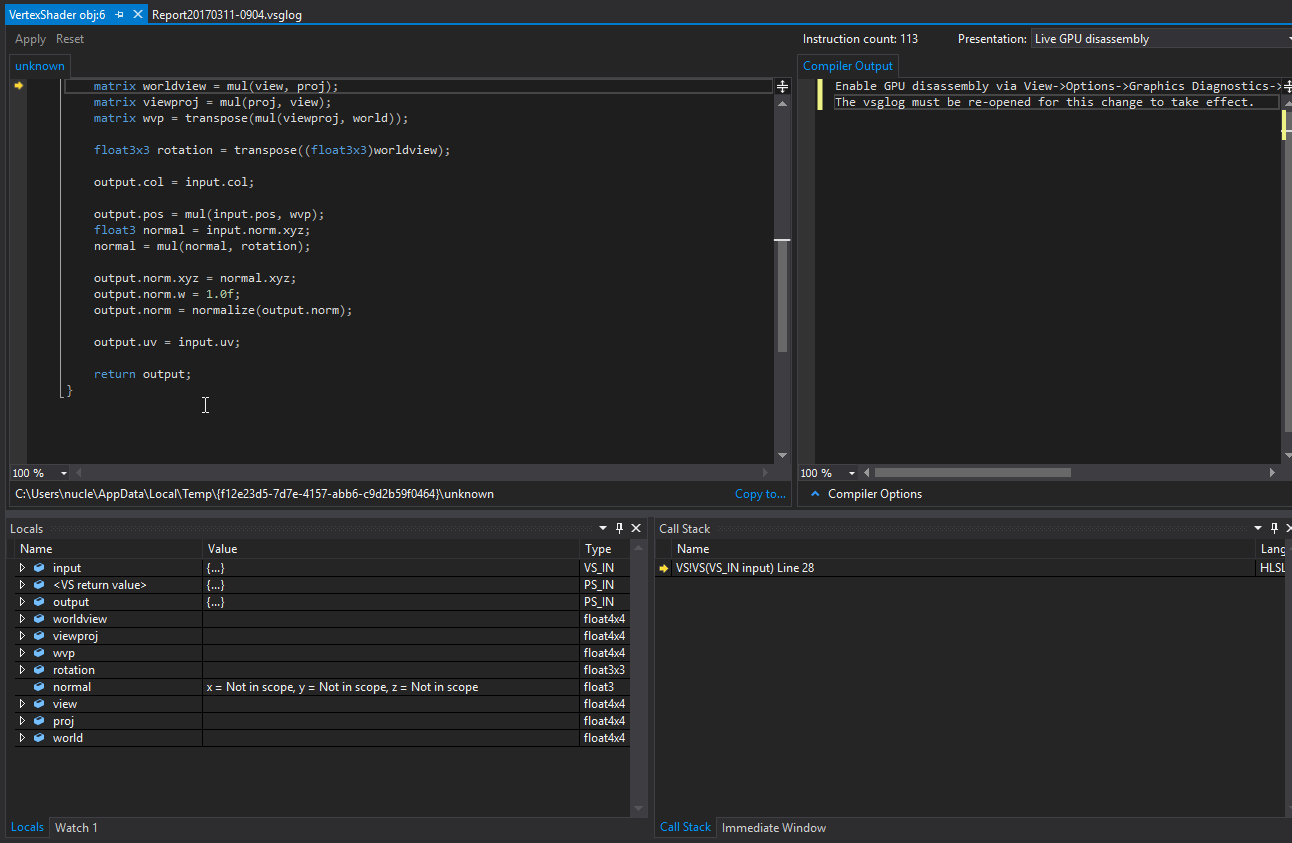 VertexShader obj:6
Report20170311-0904.vsglog
Apply Reset
Instruction count: 113 Presentation: Live GPU disassembly
unknown
matrix worldview = mul(view, proj);
matrix viewproj = mul(proj, view);
matrix wvp = transpose(mul(viewproj, world));
float3x3 rotation = transpose((float3x3)worldview);
output.col = input.col;
output.pos = mul(input.pos, wvp);
float3 normal = input.norm.xyz;
normal = mul(normal, rotation);
output.norm.xyz = normal.xyz;
output.norm.w = 1.0f;
output.norm = normalize(output.norm);
output.uv = input.uv;
return output;
}
100 %
C:\Users\nucle\AppData\Local\Temp\{f12e23d5-7d7e-4157-abb6-c9d2b59f0464}\unknown Copy to...
Compiler Output
Enable GPU disassembly via View->Options->Graphics Diagnostics->
The vsglog must be re-opened for this change to take effect.
100 %
Compiler Options
Locals
Name Value Type
input {...} VS_IN
<VS return value> {...} PS_IN
output {...} PS_IN
worldview float4x4
viewproj float4x4
wvp float4x4
rotation float3x3
normal x = Not in scope, y = Not in scope, z = Not in scope float3
view float4x4
proj float4x4
world float4x4
Locals Watch 1
Call Stack
Name Lang
VS!VS(VS_IN input) Line 28 HLSL
Call Stack Immediate Window